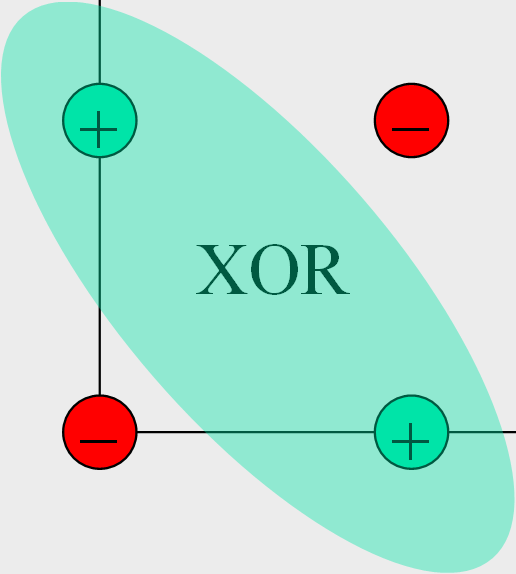 + −
XOR
− +